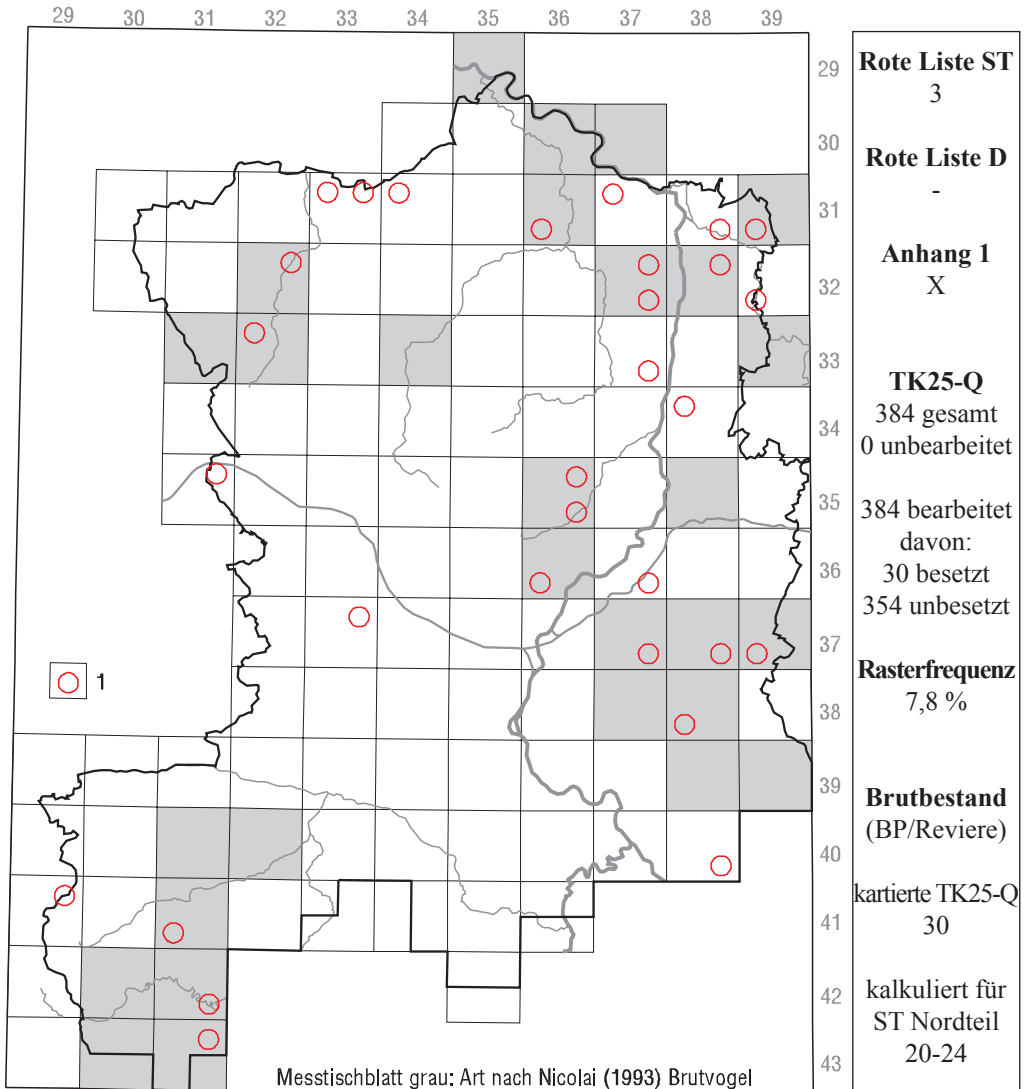 29 30 31 32 33 34 35 36 37 38 39
29
30
31
32
33
34
35
36
37
38
39
40
41
42
43
1
Messtischblatt grau: Art nach Nicolai (1993) Brutvogel
Rote Liste ST
3
Rote Liste D
-
Anhang 1
X
TK25-Q
384 gesamt
0 unbearbeitet
384 bearbeitet
davon:
30 besetzt
354 unbesetzt
Rasterfrequenz
7,8 %
Brutbestand
(BP/Reviere)
kartierte TK25-Q
30
kalkuliert für
ST Nordteil
20-24